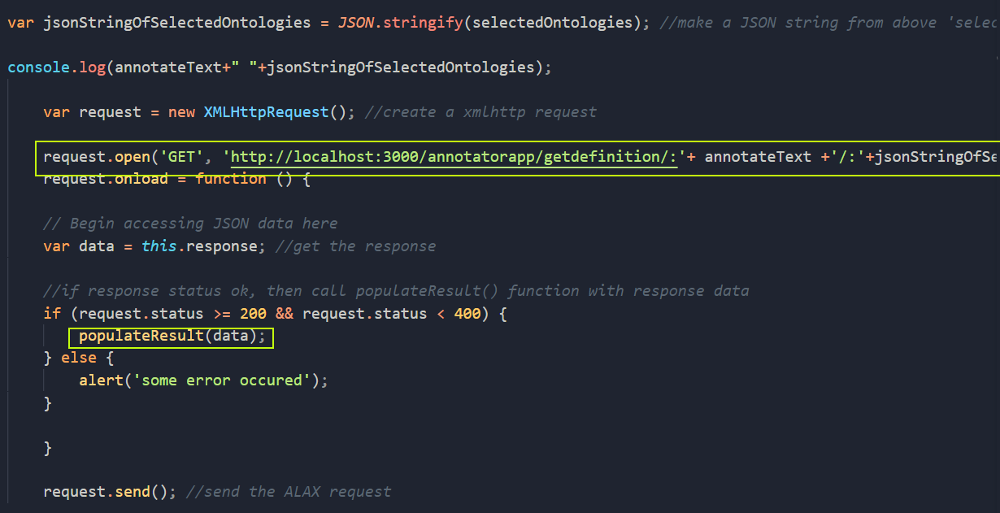 var jsonStringOfSelectedOntologies = JSON.stringify(selectedOntologies); //make a JSON string from above
console.log(annotateText+" "+jsonStringOfSelectedOntologies);
var request = new XMLHttpRequest(); //create a xmlhttp request
request.open('GET', 'http://localhost:3000/annotatorapp/getdefinition/:'+ annotateText +'/:'+
request.onload = function () {
// Begin accessing JSON data here
var data = this.response; //get the response
//if response status ok, then call populateResult() function with response data
if (request.status >= 200 && request.status < 400) {
populateResult(data);
} else {
alert('some error occured');
}
}
request.send(); //send the ALAX request